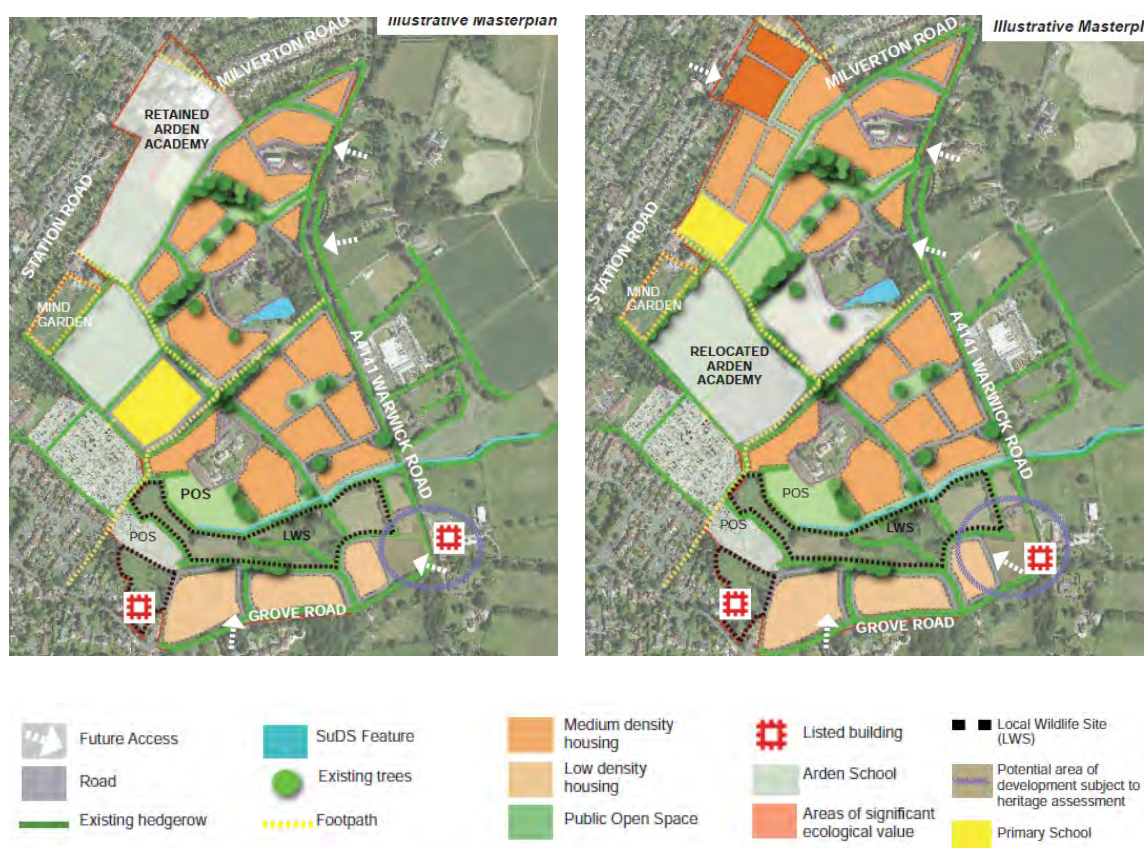 Illustrative Masterplan
MILVERTON ROAD
RETAINED
ARDEN
ACADEMY
STATION ROAD
MIND
GARDEN
A4141 WARWICK ROAD
POS
POS
LWS
GROVE ROAD
Illustrative Masterpl
MILVERTON ROAD
STATION ROAD
MIND
GARDEN
RELOCATED
ARDEN
ACADEMY
A4141 WARWICK ROAD
POS
POS
LWS
GROVE ROAD
Future Access
Road
Existing hedgerow
SuDS Feature
Existing trees
Footpath
Medium density
housing
Low density
housing
Public Open Space
Listed building
Arden School
Areas of significant
ecological value
Local Wildlife Site
(LWS)
Potential area of
development subject to
heritage assessment
Primary School